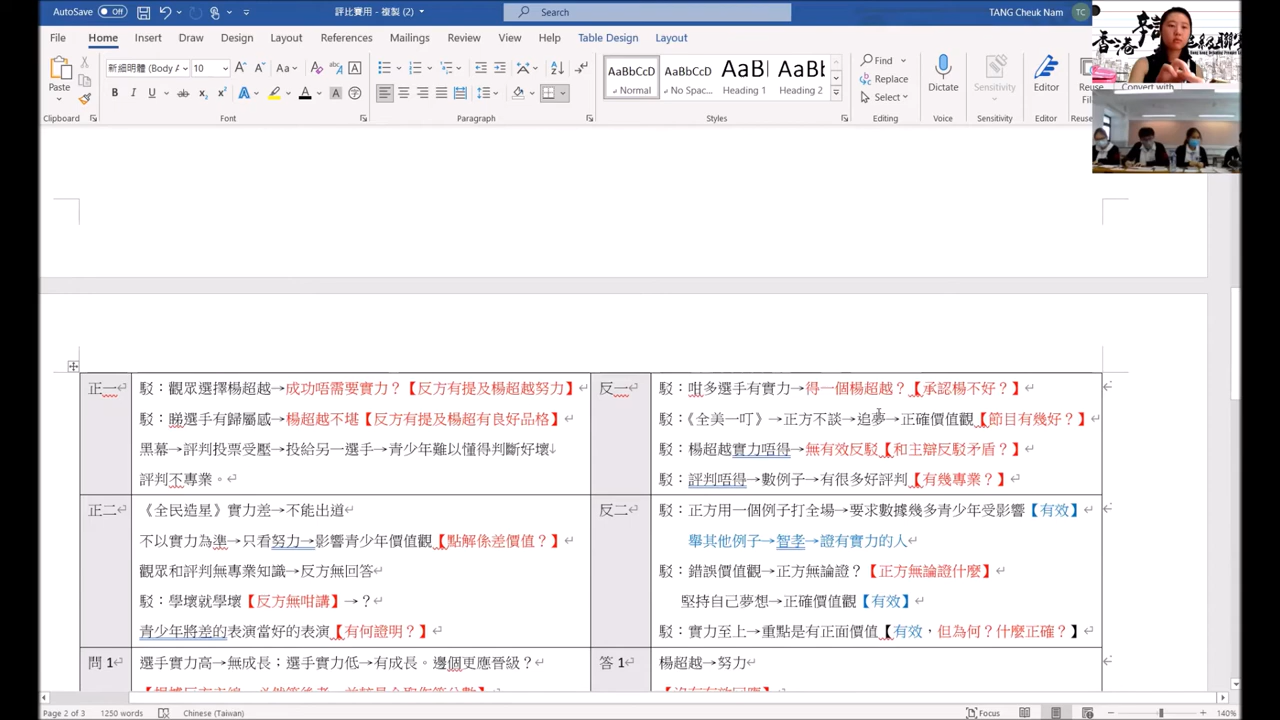 AutoSave Off 評比賽用 - 複製 (2) Search TANG Cheuk Nam TC
File Home Insert Draw Design Layout References Mailings Review View Help Table Design Layout
新細明體 (Body A 10 Aa
Paste B I U ab x₂ x² A A
AaBbCcD AaBbCcD AaBb AaBb
Normal No Spac... Heading 1 Heading 2
Find Replace Select
Dictate Sensitivity Editor Reuse Convert with
Clipboard Font Paragraph Styles Editing Voice Sensitivity Editor
正一
駁：觀眾選擇楊超越→成功唔需要實力？【反方有提及楊超越努力】
駁：睇選手有歸屬感→楊超越不堪【反方有提及楊超有良好品格】
黑幕→評判投票受壓→投給另一選手→青少年難以懂得判斷好壞
評判不專業。
反一
駁：咁多選手有實力→得一個楊超越？【承認楊不好？】
駁：《全美一叮》→正方不談→追夢→正確價值觀【節目有幾好？】
駁：楊超越實力唔得→無有效反駁【和主辯反駁矛盾？】
駁：評判唔得→數例子→有很多好評判【有幾專業？】
正二
《全民造星》實力差→不能出道
不以實力為準→只看努力→影響青少年價值觀【點解係差價值？】
觀眾和評判無專業知識→反方無回答
駁：學壞就學壞【反方無咁講】→？
青少年將差的表演當好的表演【有何證明？】
反二
駁：正方用一個例子打全場→要求數據幾多青少年受影響【有效】
舉其他例子→智孝→證有實力的人
駁：錯誤價值觀→正方無論證？【正方無論證什麼】
堅持自己夢想→正確價值觀【有效】
駁：實力至上→重點是有正面價值【有效，但為何？什麼正確？】
問 1
選手實力高→無成長；選手實力低→有成長。邊個更應晉級？
答 1
楊超越→努力
Page 2 of 3 1250 words Chinese (Taiwan) Focus 140%